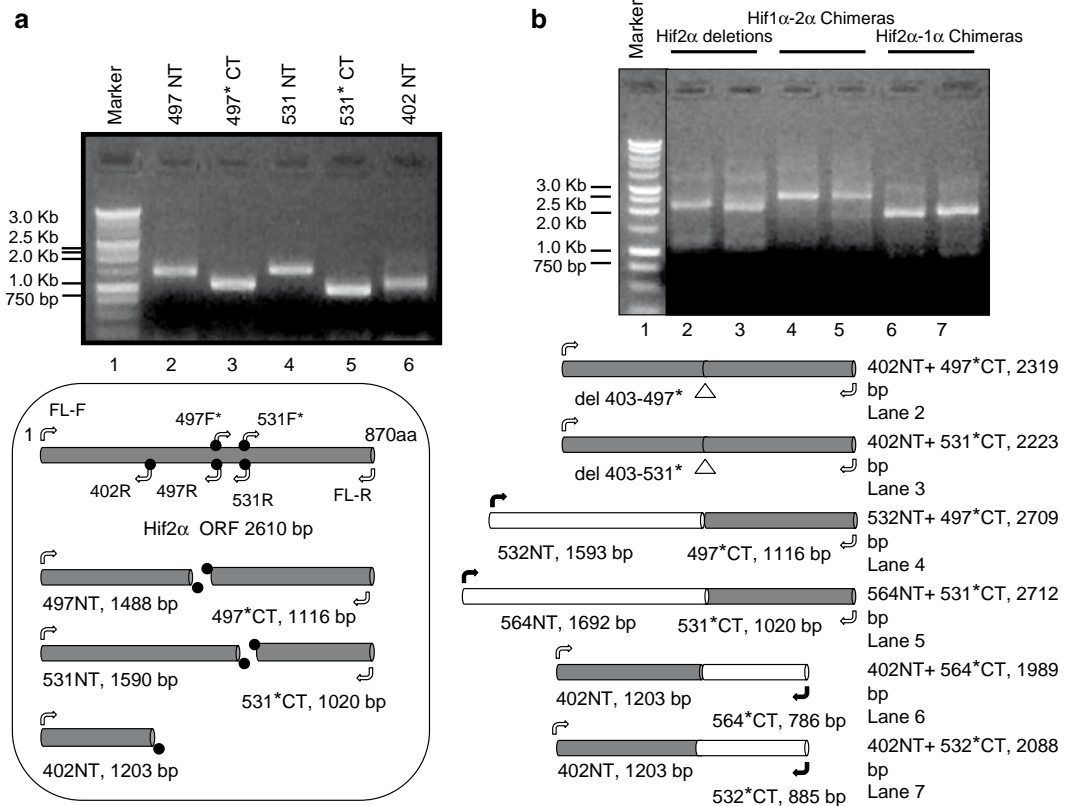 a
Marker
497 NT
497* CT
531 NT
531* CT
402 NT
3.0 Kb
2.5 Kb
2.0 Kb
1.0 Kb
750 bp
1 2 3 4 5 6
FL-F
1
497F*
531F*
870aa
402R
497R
531R
FL-R
Hif2α ORF 2610 bp
497NT, 1488 bp
497*CT, 1116 bp
531NT, 1590 bp
531*CT, 1020 bp
402NT, 1203 bp
b
Marker
Hif1α-2α Chimeras
Hif2α deletions
Hif2α-1α Chimeras
3.0 Kb
2.5 Kb
2.0 Kb
1.0 Kb
750 bp
1 2 3 4 5 6 7
del 403-497*
402NT+ 497*CT, 2319
bp
Lane 2
del 403-531*
402NT+ 531*CT, 2223
bp
Lane 3
532NT, 1593 bp
497*CT, 1116 bp
532NT+ 497*CT, 2709
bp
Lane 4
564NT, 1692 bp
531*CT, 1020 bp
564NT+ 531*CT, 2712
bp
Lane 5
402NT, 1203 bp
564*CT, 786 bp
402NT+ 564*CT, 1989
bp
Lane 6
402NT, 1203 bp
532*CT, 885 bp
402NT+ 532*CT, 2088
bp
Lane 7